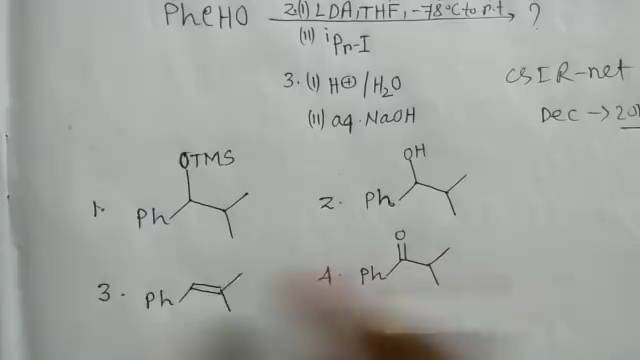 PhCHO 2.(i) LDA, THF, -78°C to r.t, ?
(ii) iPr-I
3. (i) H⊕/H2O
(ii) aq. NaOH
CSIR-net
Dec →
1. Ph OTMS
2. Ph OH
3. Ph
4. Ph O